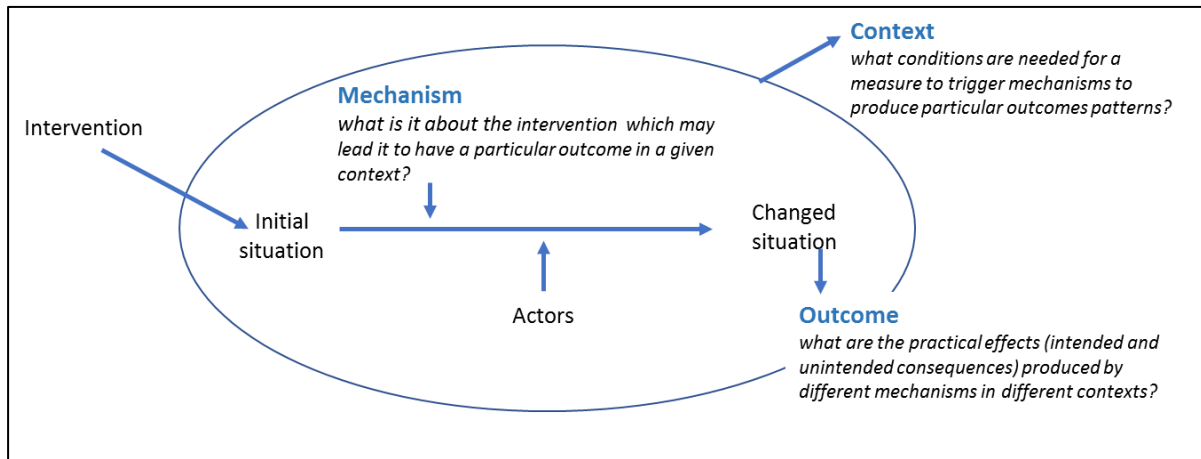 Context
what conditions are needed for a
measure to trigger mechanisms to
produce particular outcomes patterns?
Mechanism
what is it about the intervention which may
lead it to have a particular outcome in a given
context?
Intervention
Initial
situation
Changed
situation
Actors
Outcome
what are the practical effects (intended and
unintended consequences) produced by
different mechanisms in different contexts?